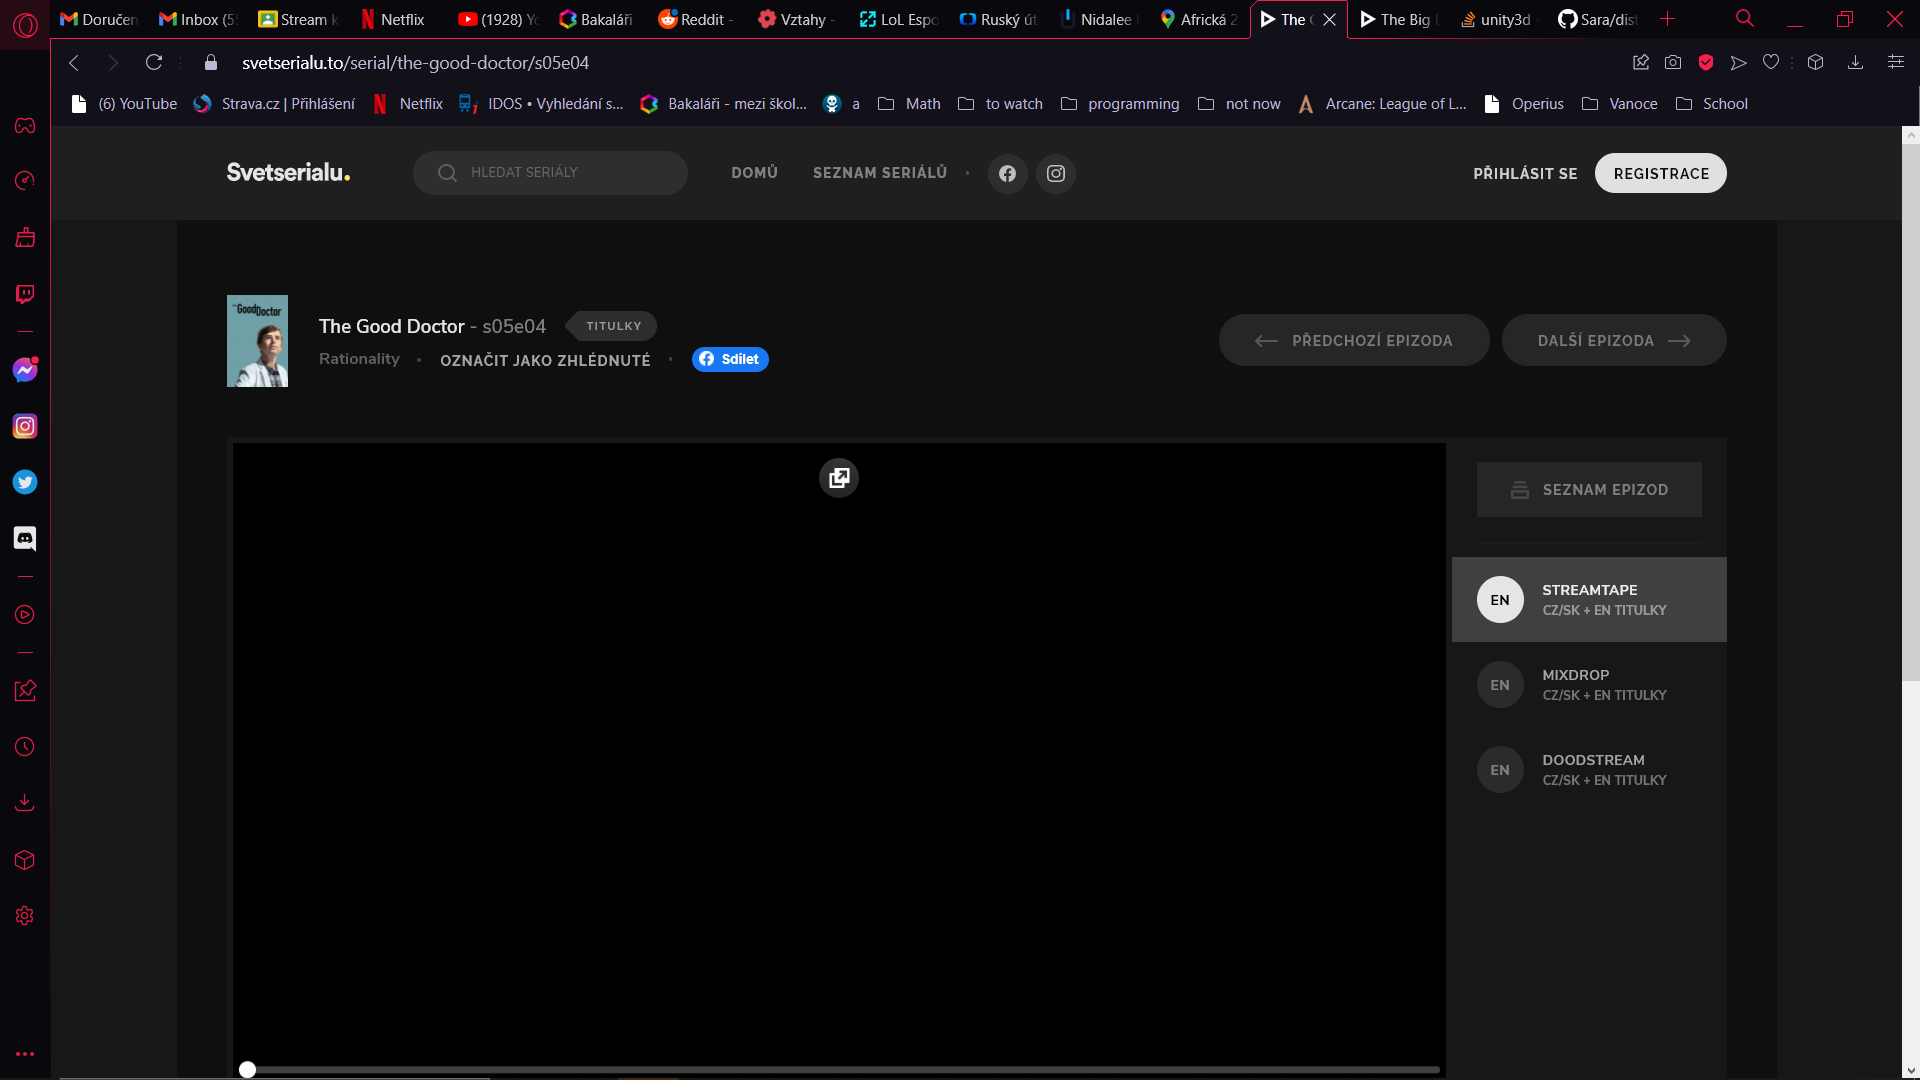 Doručen
Inbox (5
Stream k
Netflix
(1928) Yo
Bakaláři
Reddit -
Vztahy -
LoL Espo
Ruský út
Nidalee
Africká 2
The
The Big
unity3d
Sara/dist
svetserialu.to/serial/the-good-doctor/s05e04
(6) YouTube
Strava.cz | Přihlášení
Netflix
IDOS • Vyhledání s...
Bakaláři - mezi škol...
a
Math
to watch
programming
not now
Arcane: League of L...
Operius
Vanoce
School
Svetserialu.
HLEDAT SERIÁLY
DOMŮ
SEZNAM SERIÁLŮ
PŘIHLÁSIT SE
REGISTRACE
GoodDoctor
The Good Doctor - s05e04
TITULKY
Rationality • OZNAČIT JAKO ZHLÉDNUTÉ • Sdílet
PŘEDCHOZÍ EPIZODA
DALŠÍ EPIZODA
SEZNAM EPIZOD
EN
STREAMTAPE
CZ/SK + EN TITULKY
EN
MIXDROP
CZ/SK + EN TITULKY
EN
DOODSTREAM
CZ/SK + EN TITULKY